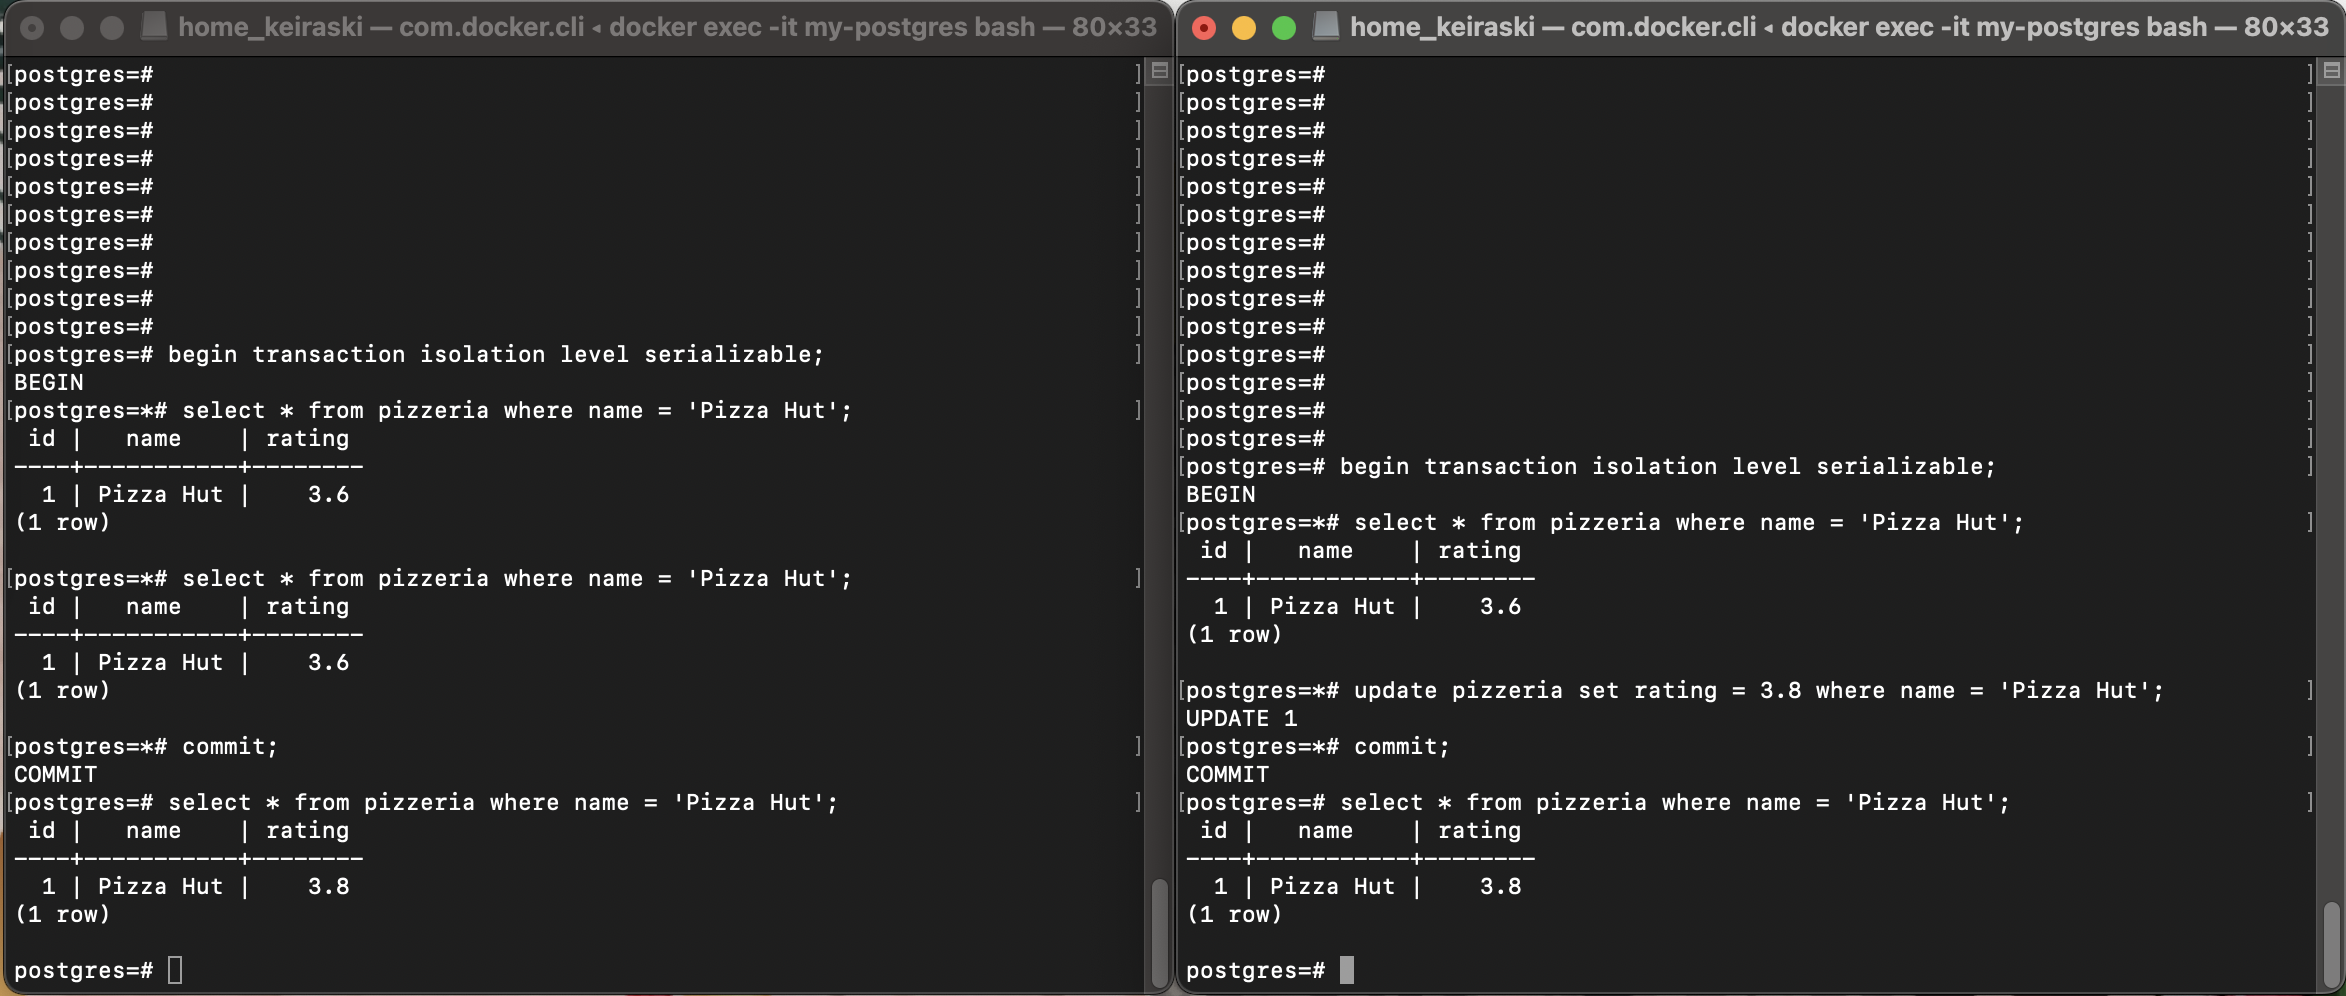 home_keiraski — com.docker.cli ◂ docker exec -it my-postgres bash — 80×33
[postgres=# ]
[postgres=# ]
[postgres=# ]
[postgres=# ]
[postgres=# ]
[postgres=# ]
[postgres=# ]
[postgres=# ]
[postgres=# ]
[postgres=# ]
[postgres=# begin transaction isolation level serializable; ]
BEGIN
[postgres=*# select * from pizzeria where name = 'Pizza Hut'; ]
 id |   name    | rating
----+-----------+--------
  1 | Pizza Hut |    3.6
(1 row)

[postgres=*# select * from pizzeria where name = 'Pizza Hut'; ]
 id |   name    | rating
----+-----------+--------
  1 | Pizza Hut |    3.6
(1 row)

[postgres=*# commit; ]
COMMIT
[postgres=# select * from pizzeria where name = 'Pizza Hut'; ]
 id |   name    | rating
----+-----------+--------
  1 | Pizza Hut |    3.8
(1 row)

postgres=#
home_keiraski — com.docker.cli ◂ docker exec -it my-postgres bash — 80×33
[postgres=# ]
[postgres=# ]
[postgres=# ]
[postgres=# ]
[postgres=# ]
[postgres=# ]
[postgres=# ]
[postgres=# ]
[postgres=# ]
[postgres=# ]
[postgres=# ]
[postgres=# ]
[postgres=# ]
[postgres=# ]
[postgres=# begin transaction isolation level serializable; ]
BEGIN
[postgres=*# select * from pizzeria where name = 'Pizza Hut'; ]
 id |   name    | rating
----+-----------+--------
  1 | Pizza Hut |    3.6
(1 row)

[postgres=*# update pizzeria set rating = 3.8 where name = 'Pizza Hut'; ]
UPDATE 1
[postgres=*# commit; ]
COMMIT
[postgres=# select * from pizzeria where name = 'Pizza Hut'; ]
 id |   name    | rating
----+-----------+--------
  1 | Pizza Hut |    3.8
(1 row)

postgres=#